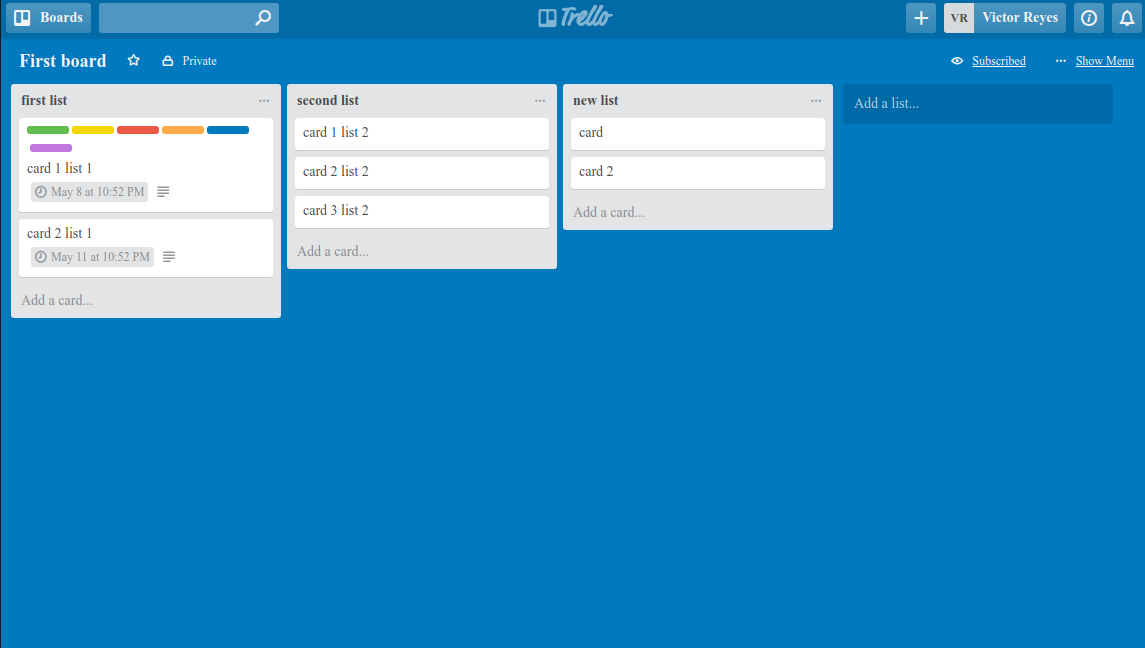 Boards
Trello
VR Victor Reyes
First board
Private
Subscribed
... Show Menu
first list ...
card 1 list 1
May 8 at 10:52 PM
card 2 list 1
May 11 at 10:52 PM
Add a card...
second list ...
card 1 list 2
card 2 list 2
card 3 list 2
Add a card...
new list ...
card
card 2
Add a card...
Add a list...